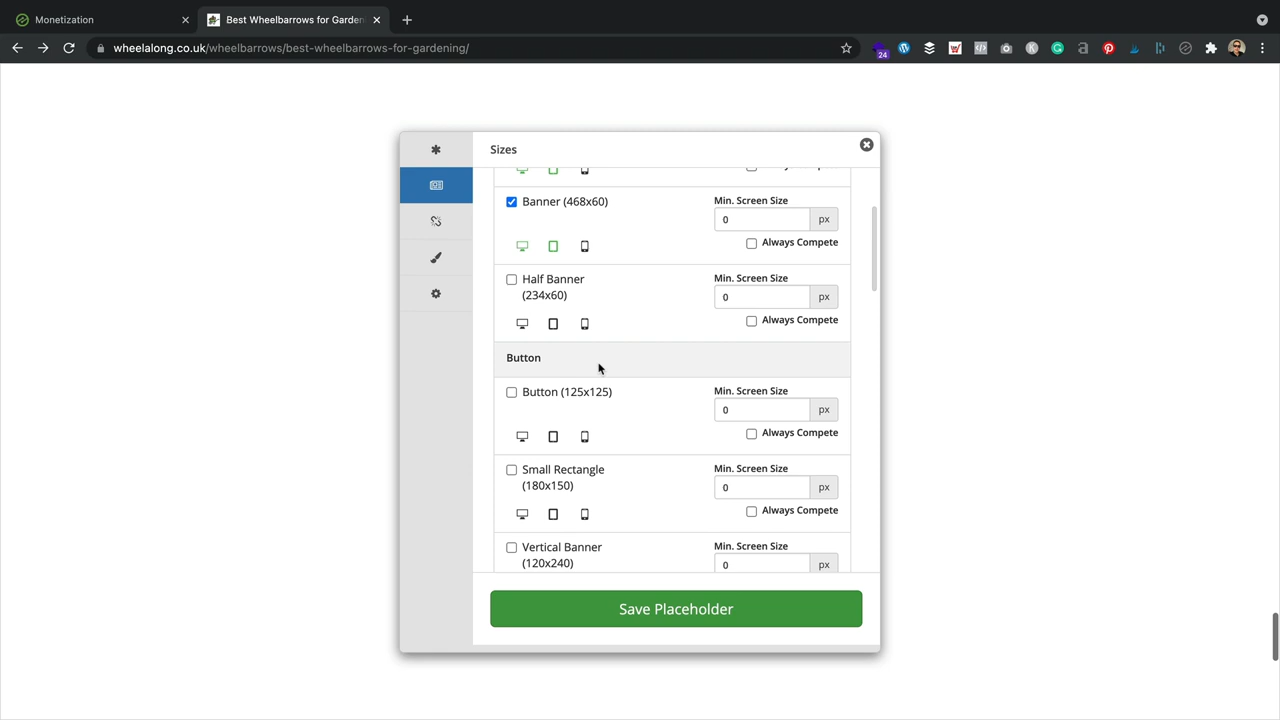 Monetization
Best Wheelbarrows for Garden
wheelalong.co.uk/wheelbarrows/best-wheelbarrows-for-gardening/
24
Sizes
Banner (468x60)
Min. Screen Size
0
px
Always Compete
Half Banner
(234x60)
Min. Screen Size
0
px
Always Compete
Button
Button (125x125)
Min. Screen Size
0
px
Always Compete
Small Rectangle
(180x150)
Min. Screen Size
0
px
Always Compete
Vertical Banner
(120x240)
Min. Screen Size
0
px
Save Placeholder